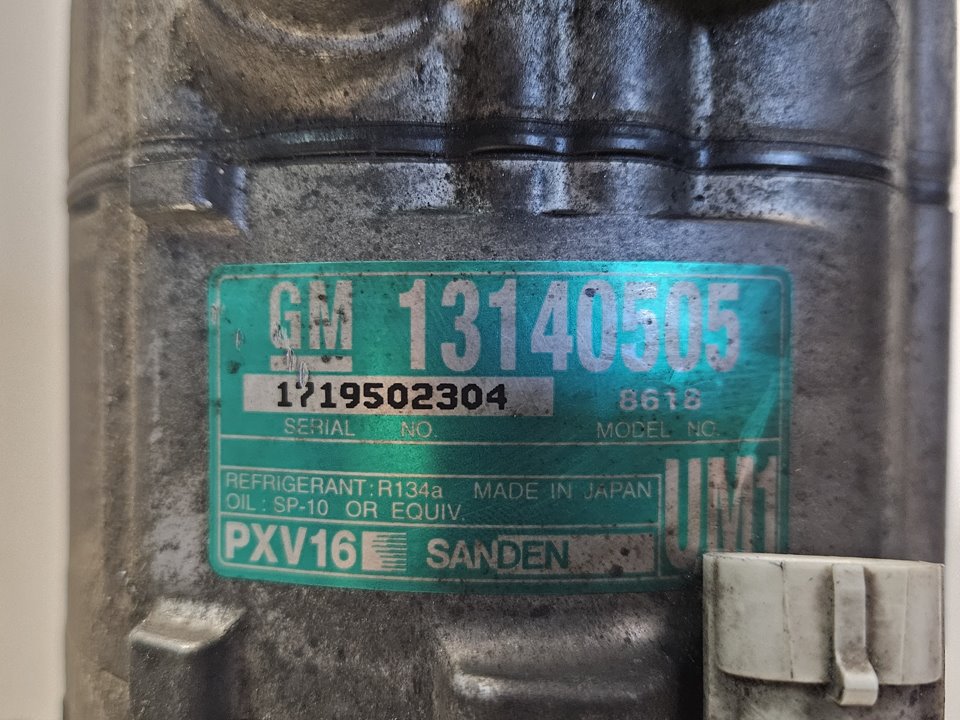 GM 13140505
1719502304 8618
SERIAL NO. MODEL NO.
REFRIGERANT: R134a MADE IN JAPAN
OIL : SP-10 OR EQUIV.
UM1
PXV16 SANDEN